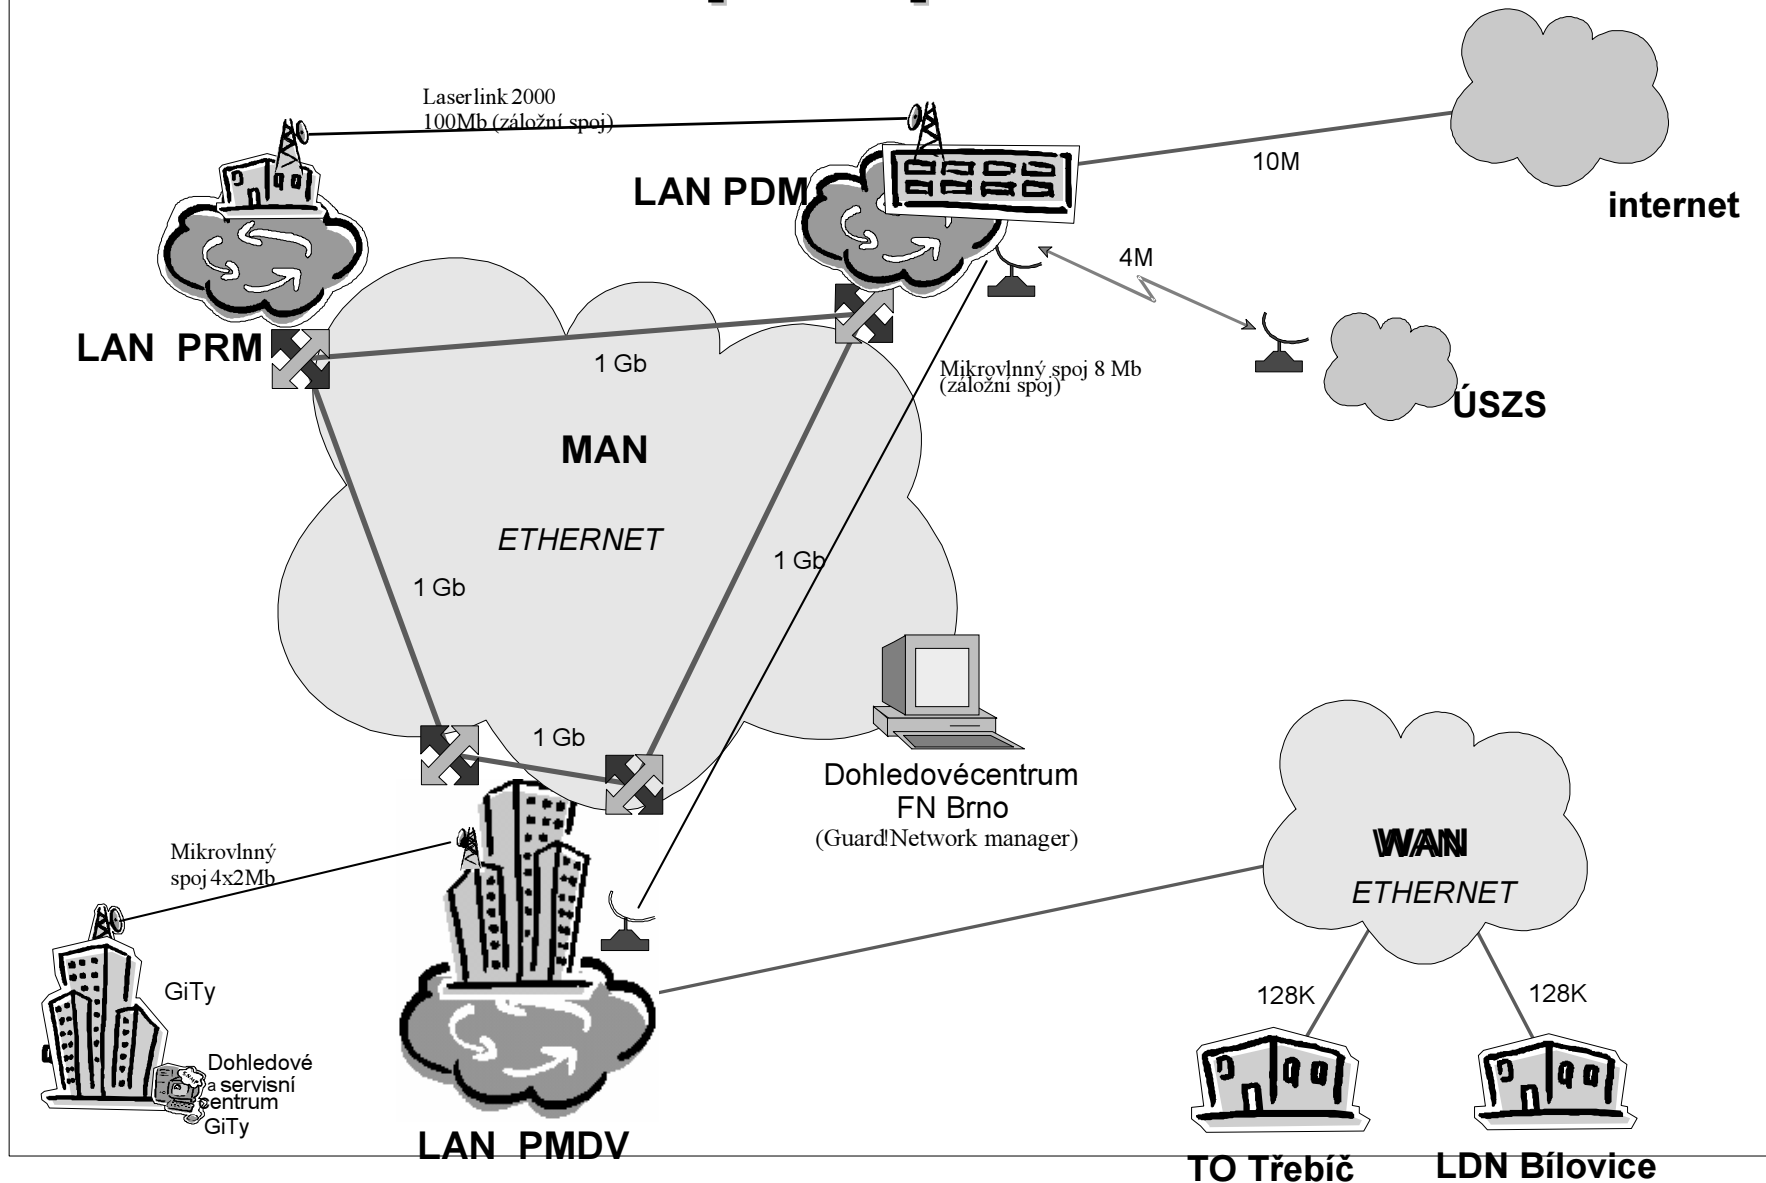 Laserlink 2000
100Mb (záložní spoj)
LAN PDM
10M
internet
4M
LAN PRM
1 Gb
Mikrovlnný spoj 8 Mb
(záložní spoj)
ÚSZS
MAN
ETHERNET
1 Gb
1 Gb
1 Gb
Dohledovécentrum
FN Brno
(Guard!Network manager)
WAN
ETHERNET
Mikrovlnný
spoj 4x2Mb
GiTy
128K
128K
Dohledové
a servisní
centrum
GiTy
LAN PMDV
TO Třebíč
LDN Bílovice